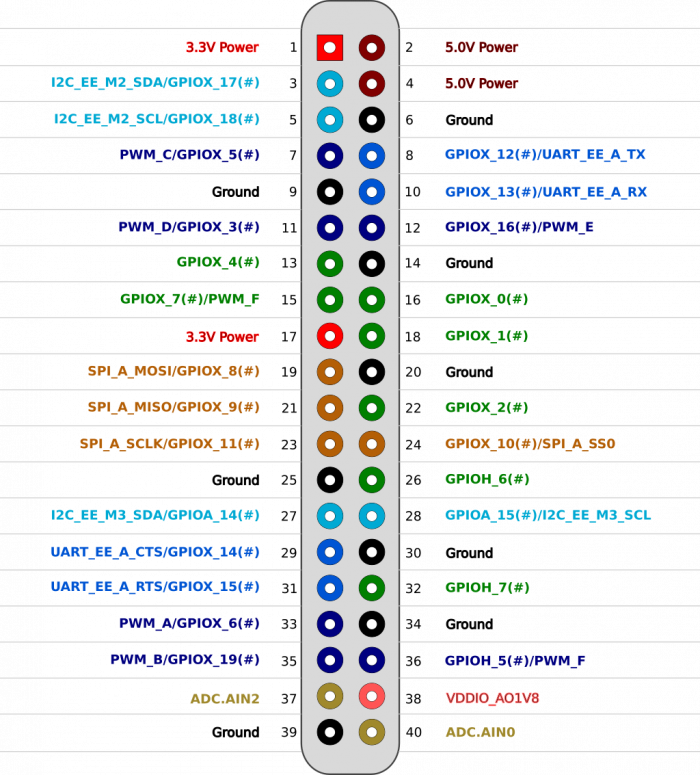 3.3V Power 1 2 5.0V Power
I2C_EE_M2_SDA/GPIOX_17(#) 3 4 5.0V Power
I2C_EE_M2_SCL/GPIOX_18(#) 5 6 Ground
PWM_C/GPIOX_5(#) 7 8 GPIOX_12(#)/UART_EE_A_TX
Ground 9 10 GPIOX_13(#)/UART_EE_A_RX
PWM_D/GPIOX_3(#) 11 12 GPIOX_16(#)/PWM_E
GPIOX_4(#) 13 14 Ground
GPIOX_7(#)/PWM_F 15 16 GPIOX_0(#)
3.3V Power 17 18 GPIOX_1(#)
SPI_A_MOSI/GPIOX_8(#) 19 20 Ground
SPI_A_MISO/GPIOX_9(#) 21 22 GPIOX_2(#)
SPI_A_SCLK/GPIOX_11(#) 23 24 GPIOX_10(#)/SPI_A_SS0
Ground 25 26 GPIOH_6(#)
I2C_EE_M3_SDA/GPIOA_14(#) 27 28 GPIOA_15(#)/I2C_EE_M3_SCL
UART_EE_A_CTS/GPIOX_14(#) 29 30 Ground
UART_EE_A_RTS/GPIOX_15(#) 31 32 GPIOH_7(#)
PWM_A/GPIOX_6(#) 33 34 Ground
PWM_B/GPIOX_19(#) 35 36 GPIOH_5(#)/PWM_F
ADC.AIN2 37 38 VDDIO_AO1V8
Ground 39 40 ADC.AIN0